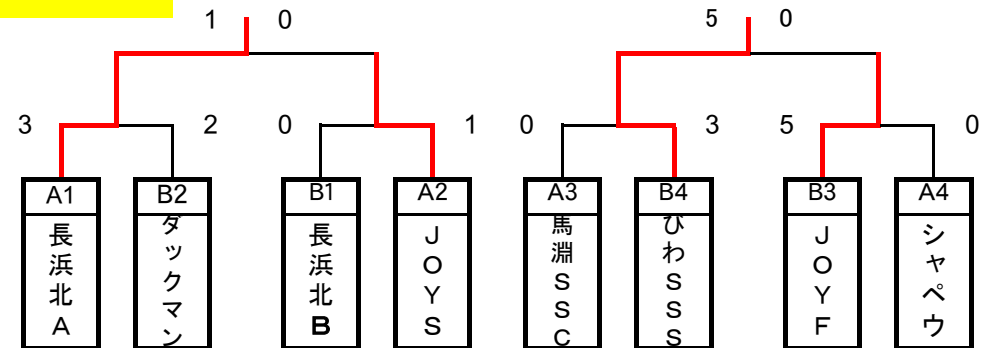 1 0 5 0
3 2 0 1 0 3 5 0
A1 B2 B1 A2 A3 B4 B3 A4
長浜北A
ダックマン
長浜北B
JOYS
馬淵SSC
びわSSS
JOYF
シャペウ